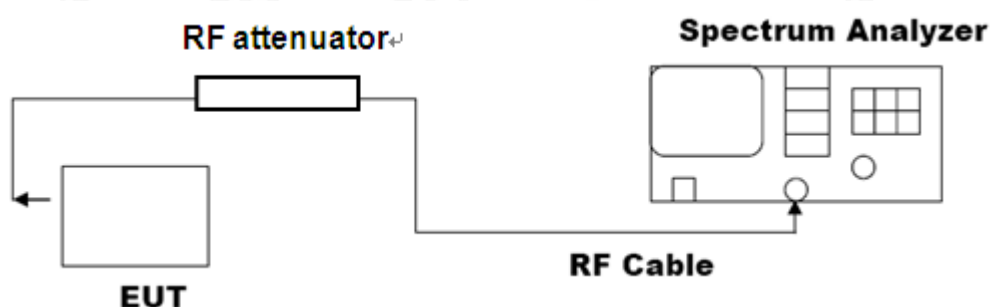 RF attenuator↵
Spectrum Analyzer
RF Cable
EUT